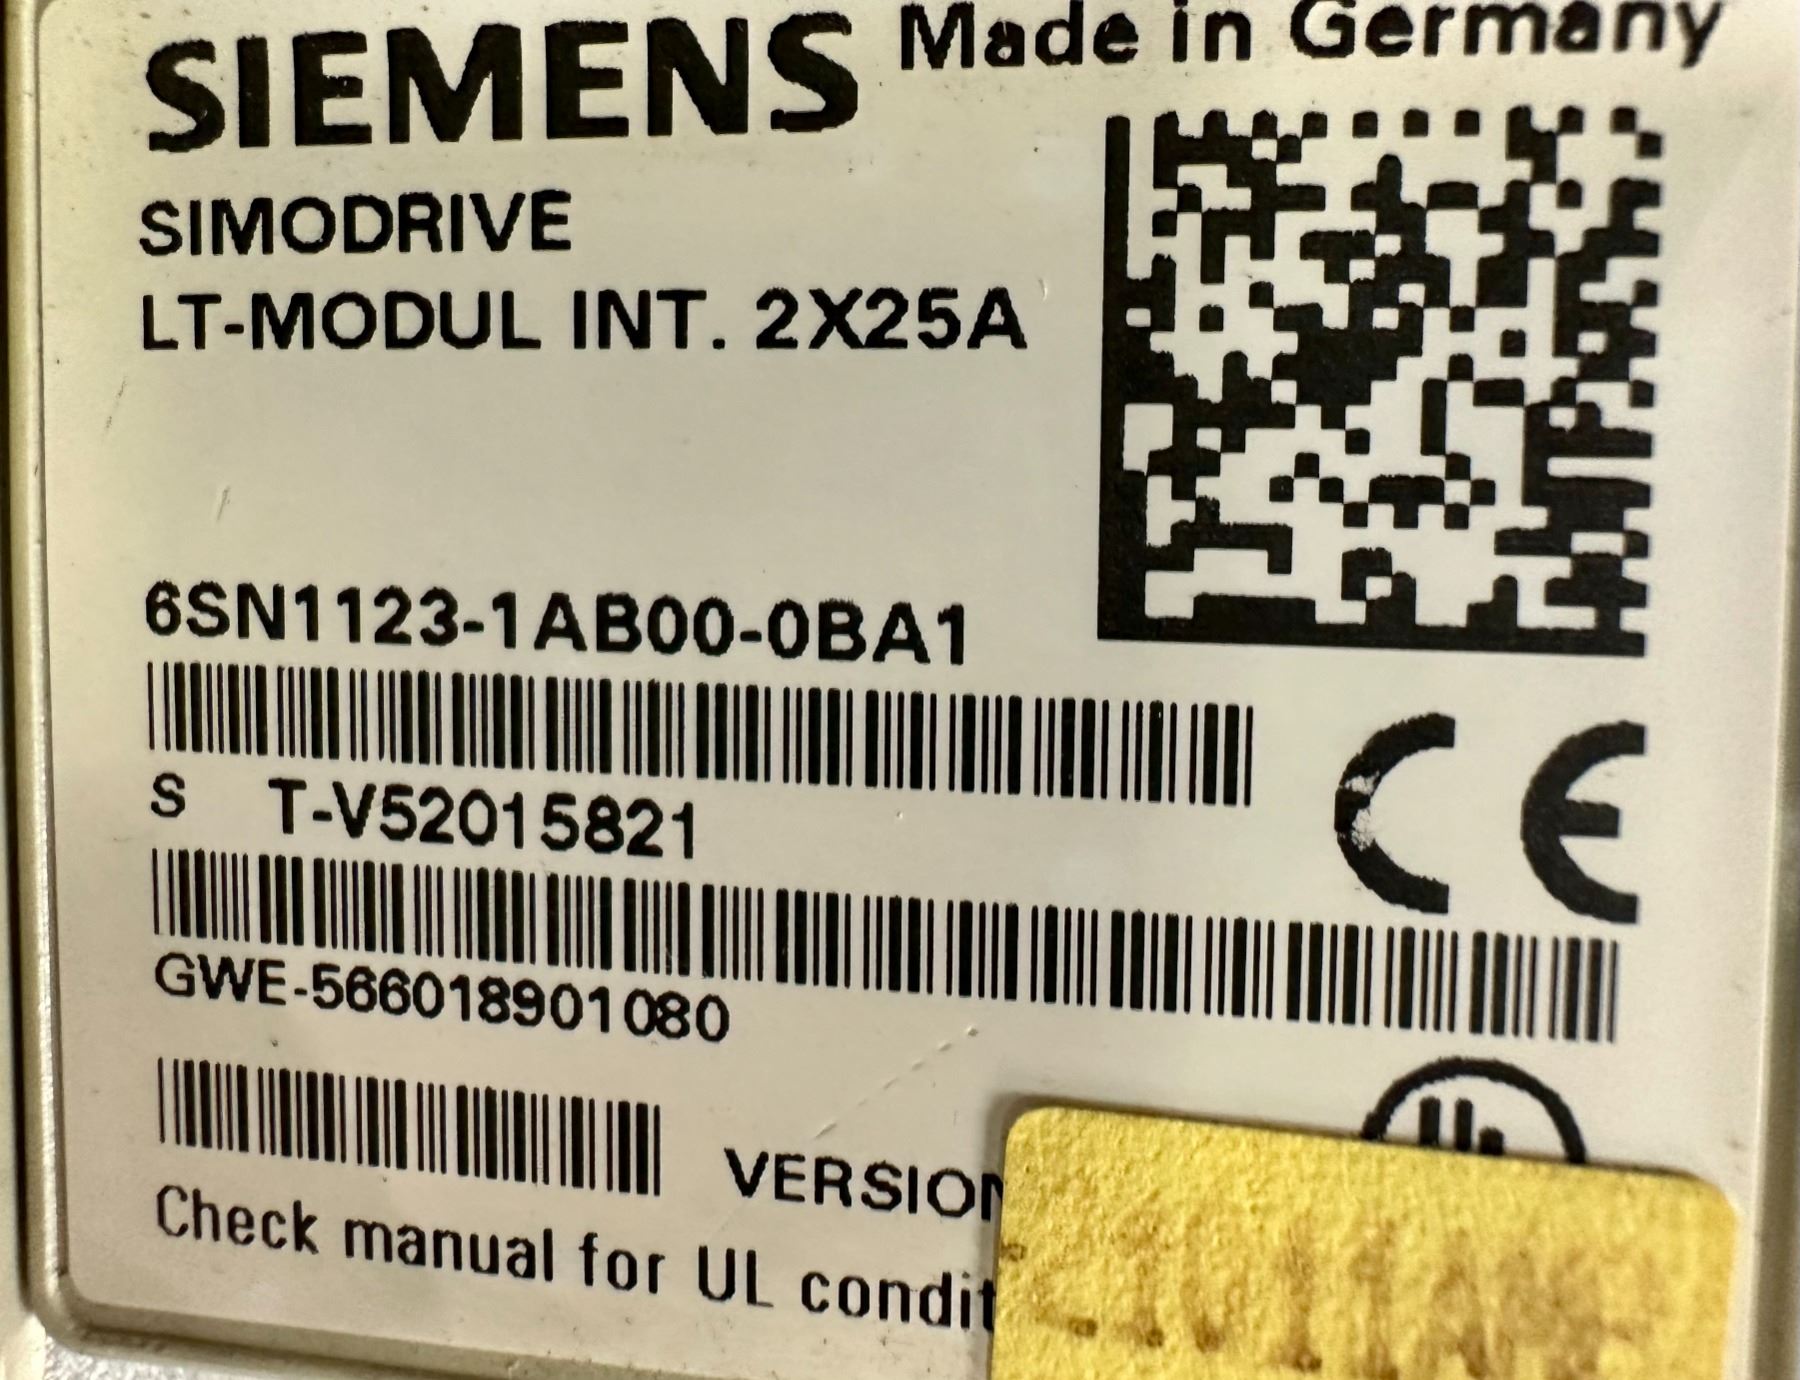 SIEMENS Made in Germany
SIMODRIVE
LT-MODUL INT. 2X25A
6SN1123-1AB00-0BA1
S T-V52015821
GWE-566018901080
VERSION
Check manual for UL